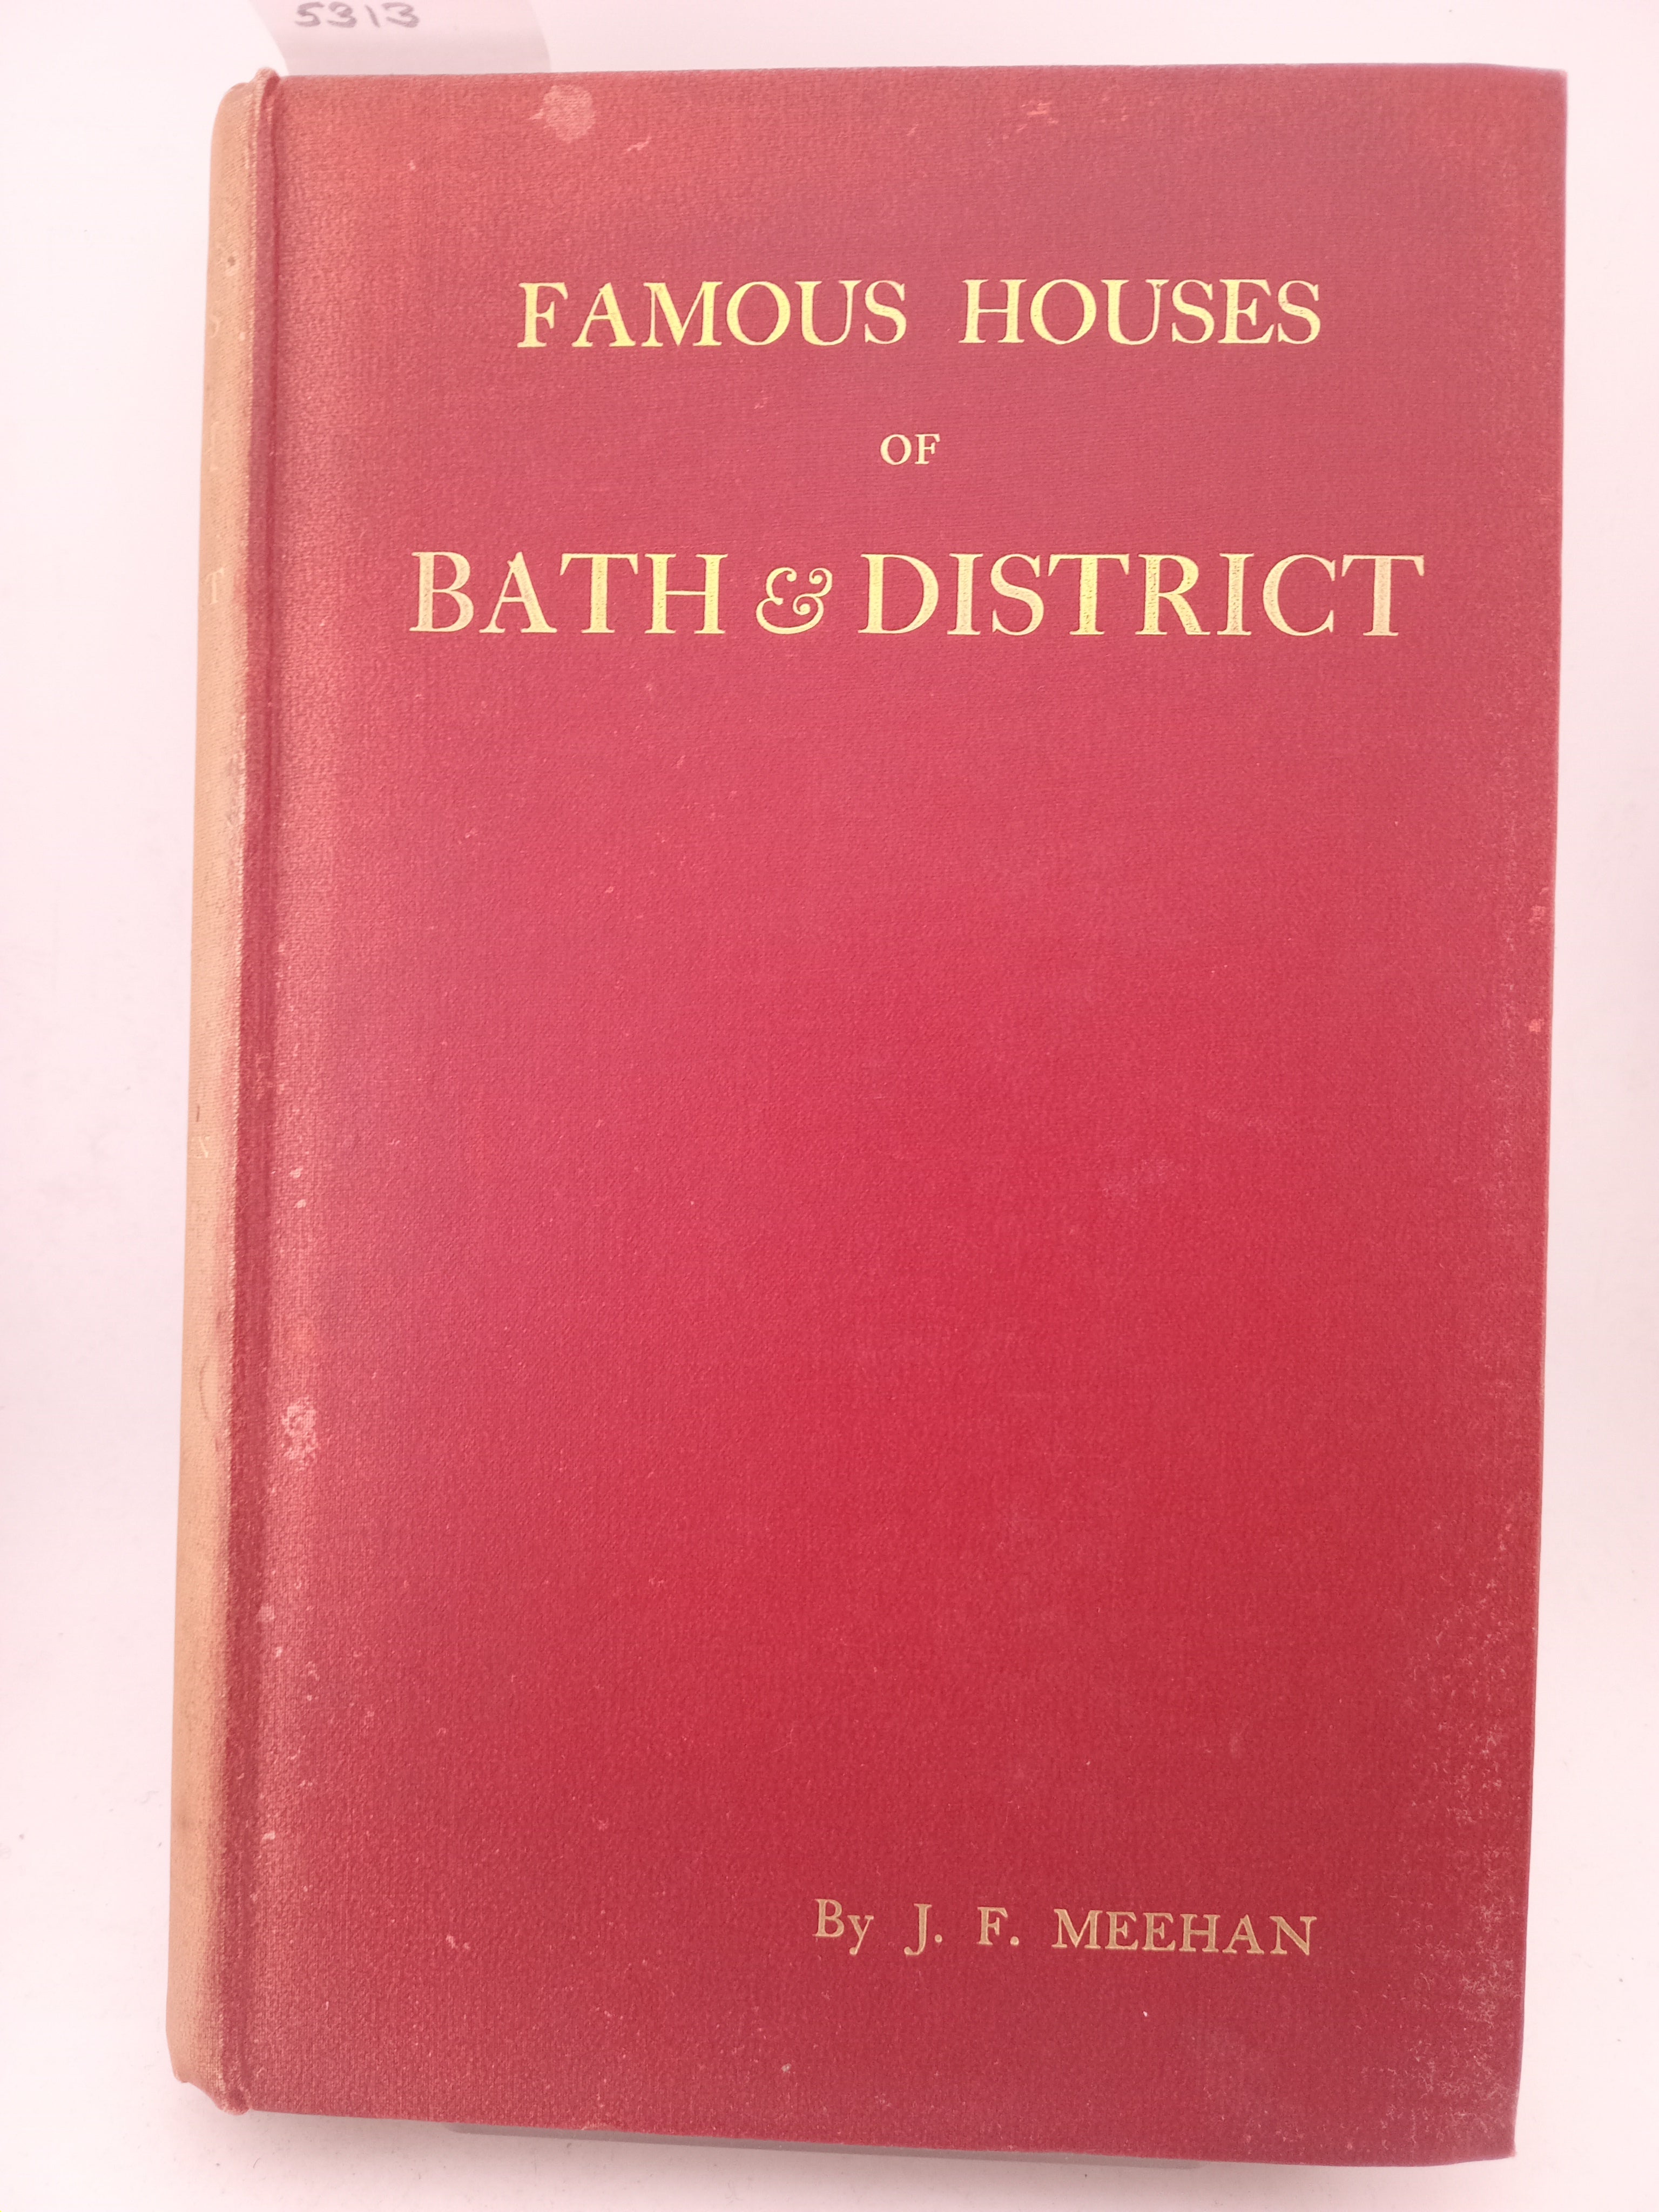 5313
FAMOUS HOUSES
OF
BATH & DISTRICT
By J. F. MEEHAN